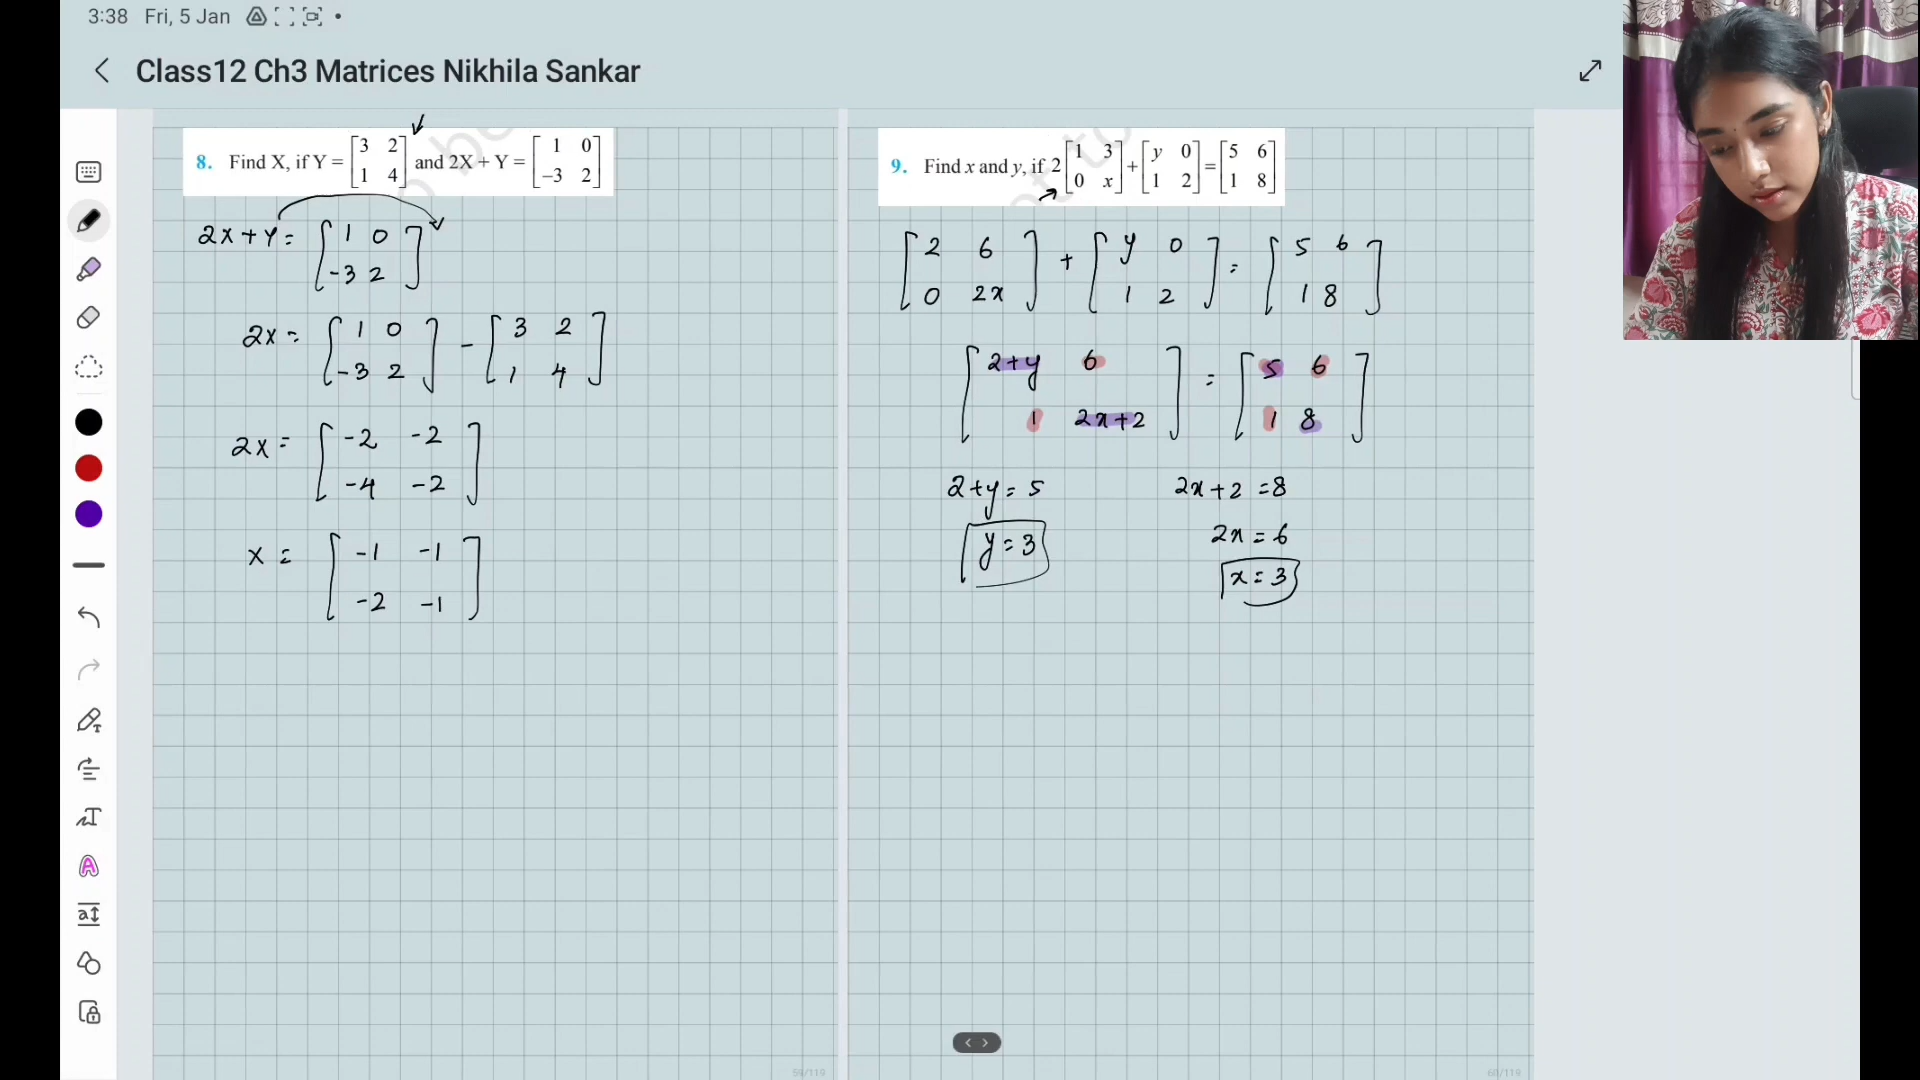 3:38 Fri, 5 Jan
Class12 Ch3 Matrices Nikhila Sankar
8. Find X, if Y = [3 2
1 4] and 2X + Y = [1 0
–3 2]
2x + y = [1 0
-3 2]
2x = [1 0
-3 2] - [3 2
1 4]
2x = [-2 -2
-4 -2]
x = [-1 -1
-2 -1]
59/119
9. Find x and y, if 2 [1 3
0 x] + [y 0
1 2] = [5 6
1 8]
[2 6
0 2x] + [y 0
1 2] = [5 6
1 8]
[2+y 6
1 2x+2] = [5 6
1 8]
2+y = 5
y = 3
2x+2 = 8
2x = 6
x = 3
60/119